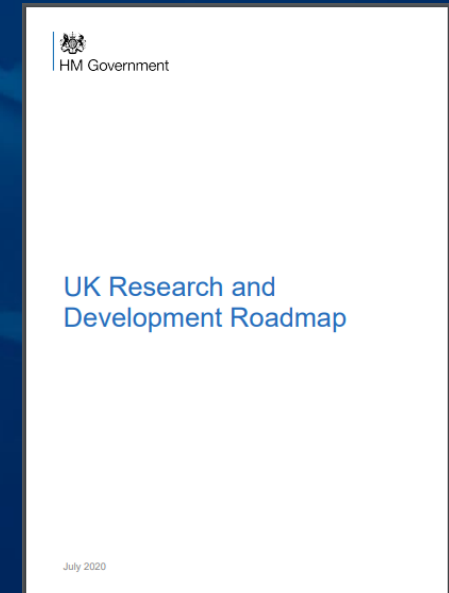 HM Government
UK Research and
Development Roadmap
July 2020